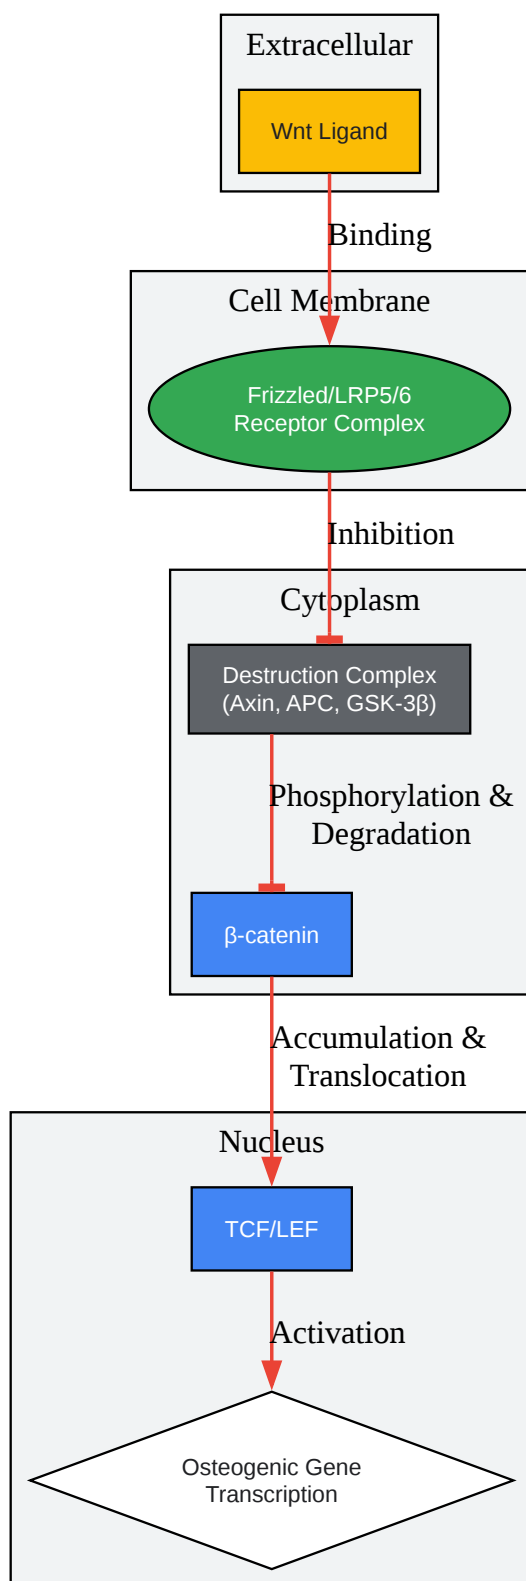 Extracellular
Wnt Ligand
Binding
Cell Membrane
Frizzled/LRP5/6
Receptor Complex
Inhibition
Cytoplasm
Destruction Complex
(Axin, APC, GSK-3β)
Phosphorylation &
Degradation
β-catenin
Accumulation &
Translocation
Nucleus
TCF/LEF
Activation
Osteogenic Gene
Transcription